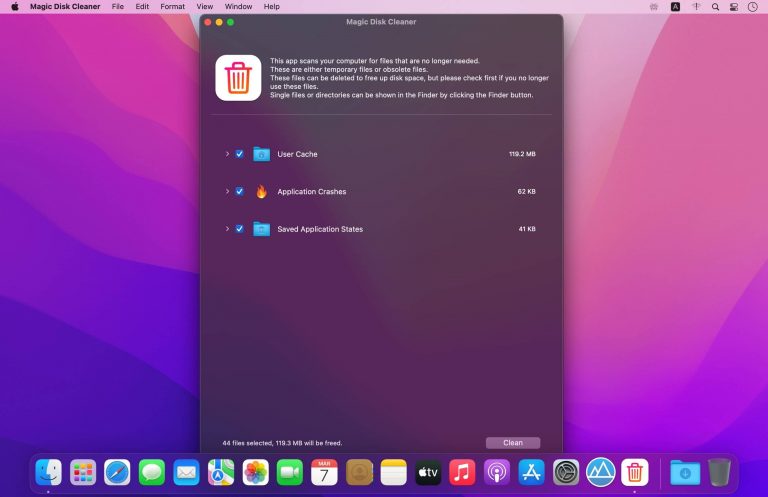 Magic Disk Cleaner File Edit Format View Window Help A
Magic Disk Cleaner
This app scans your computer for files that are no longer needed.
These are either temporary files or obsolete files.
These files can be deleted to free up disk space, but please check first if you no longer
use these files.
Single files or directories can be shown in the Finder by clicking the Finder button.
User Cache 119.2 MB
Application Crashes 62 KB
Saved Application States 41 KB
44 files selected, 119.3 MB will be freed. Clean
7
tv